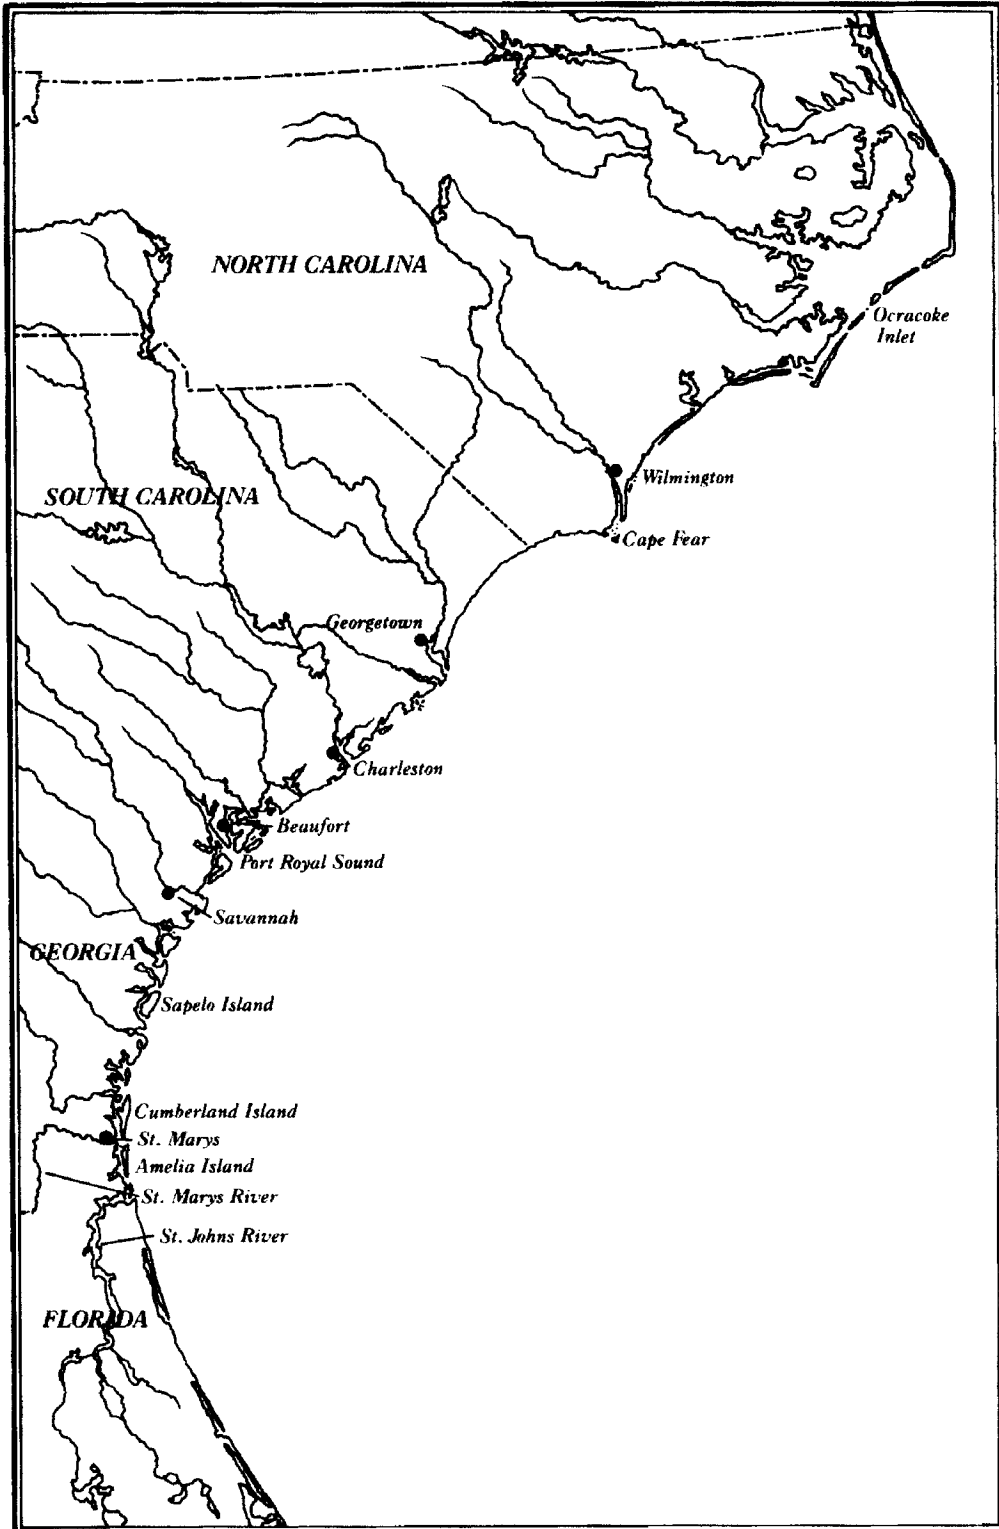 NORTH CAROLINA
Ocracoke
Inlet
Wilmington
SOUTH CAROLINA
Cape Fear
Georgetown
Charleston
Beaufort
Port Royal Sound
Savannah
GEORGIA
Sapelo Island
Cumberland Island
St. Marys
Amelia Island
St. Marys River
St. Johns River
FLORIDA